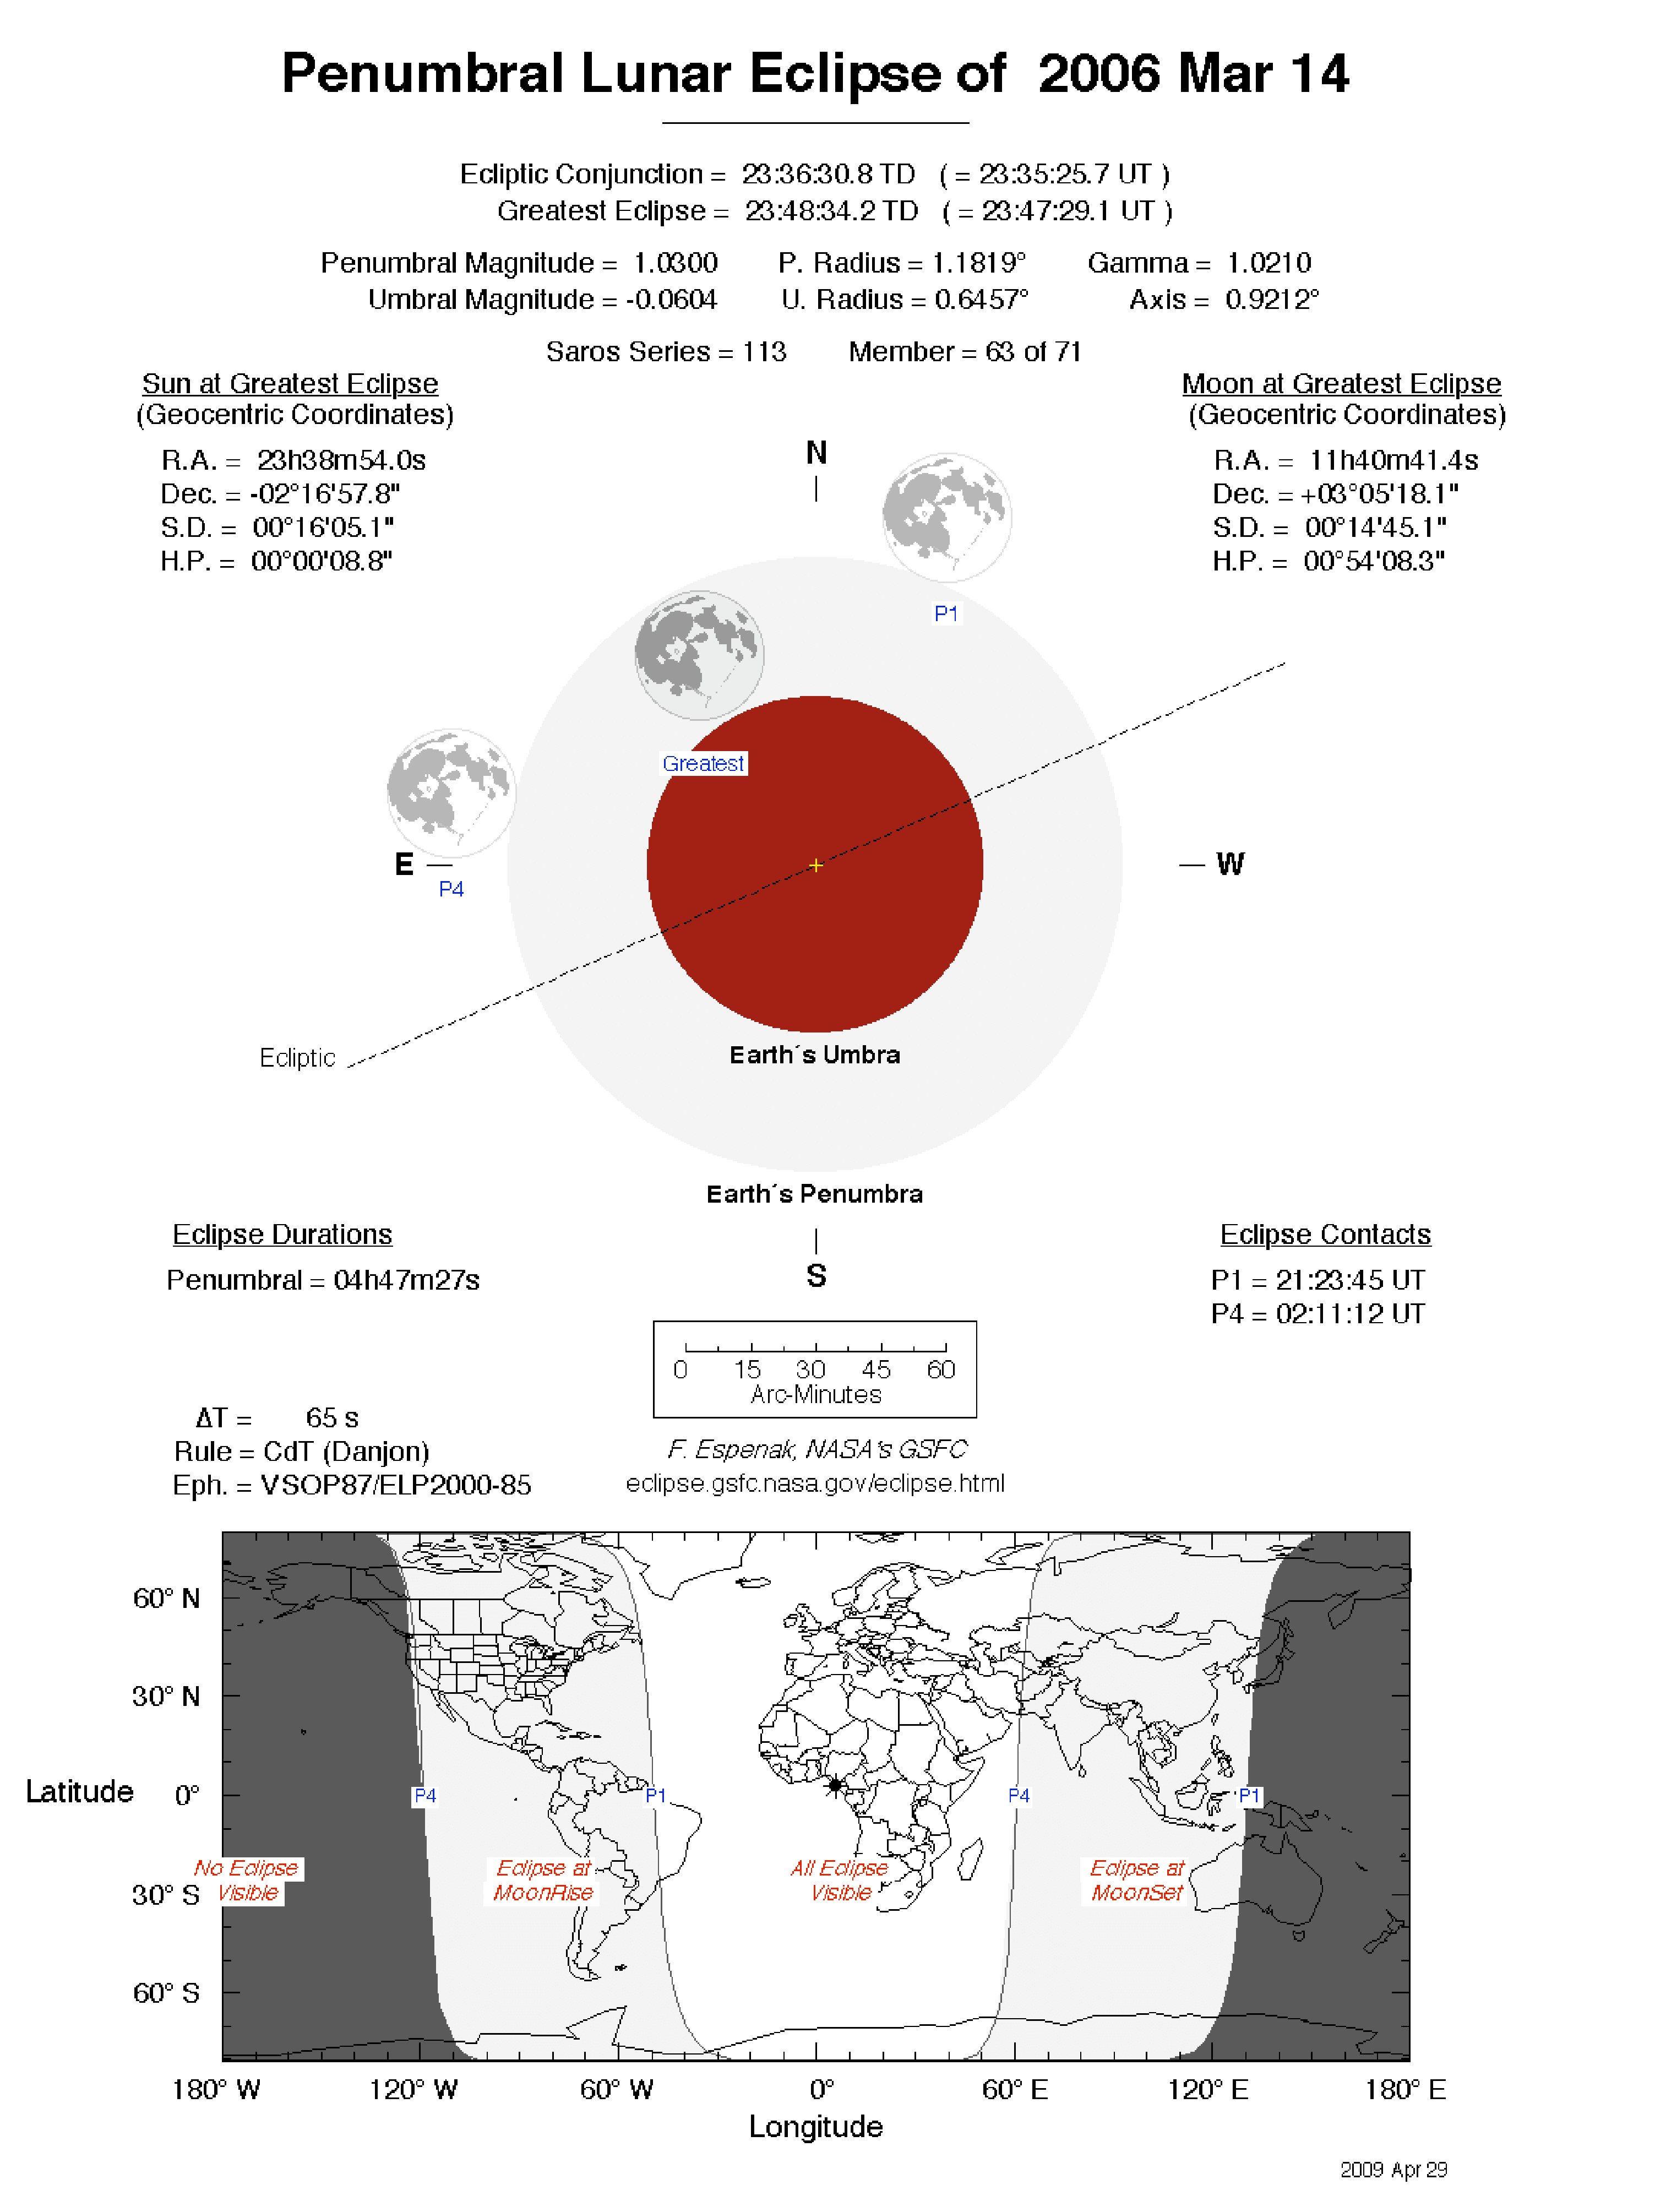 Penumbral Lunar Eclipse of 2006 Mar 14
Ecliptic Conjunction = 23:36:30.8 TD ( = 23:35:25.7 UT )
Greatest Eclipse = 23:48:34.2 TD ( = 23:47:29.1 UT )
Penumbral Magnitude = 1.0300 P. Radius = 1.1819° Gamma = 1.0210
Umbral Magnitude = -0.0604 U. Radius = 0.6457° Axis = 0.9212°
Saros Series = 113 Member = 63 of 71
Sun at Greatest Eclipse
(Geocentric Coordinates)
R.A. = 23h38m54.0s
Dec. = -02°16'57.8"
S.D. = 00°16'05.1"
H.P. = 00°00'08.8"
Moon at Greatest Eclipse
(Geocentric Coordinates)
R.A. = 11h40m41.4s
Dec. = +03°05'18.1"
S.D. = 00°14'45.1"
H.P. = 00°54'08.3"
N
P1
Greatest
E
P4
W
Ecliptic
Earth´s Umbra
Earth´s Penumbra
S
Eclipse Durations
Penumbral = 04h47m27s
Eclipse Contacts
P1 = 21:23:45 UT
P4 = 02:11:12 UT
0 15 30 45 60
Arc-Minutes
ΔT = 65 s
Rule = CdT (Danjon)
Eph. = VSOP87/ELP2000-85
F. Espenak, NASA's GSFC
eclipse.gsfc.nasa.gov/eclipse.html
60° N
30° N
Latitude 0°
30° S
60° S
P4 P1 P4 P1
No Eclipse
Visible
Eclipse at
MoonRise
All Eclipse
Visible
Eclipse at
MoonSet
180° W 120° W 60° W 0° 60° E 120° E 180° E
Longitude
2009 Apr 29